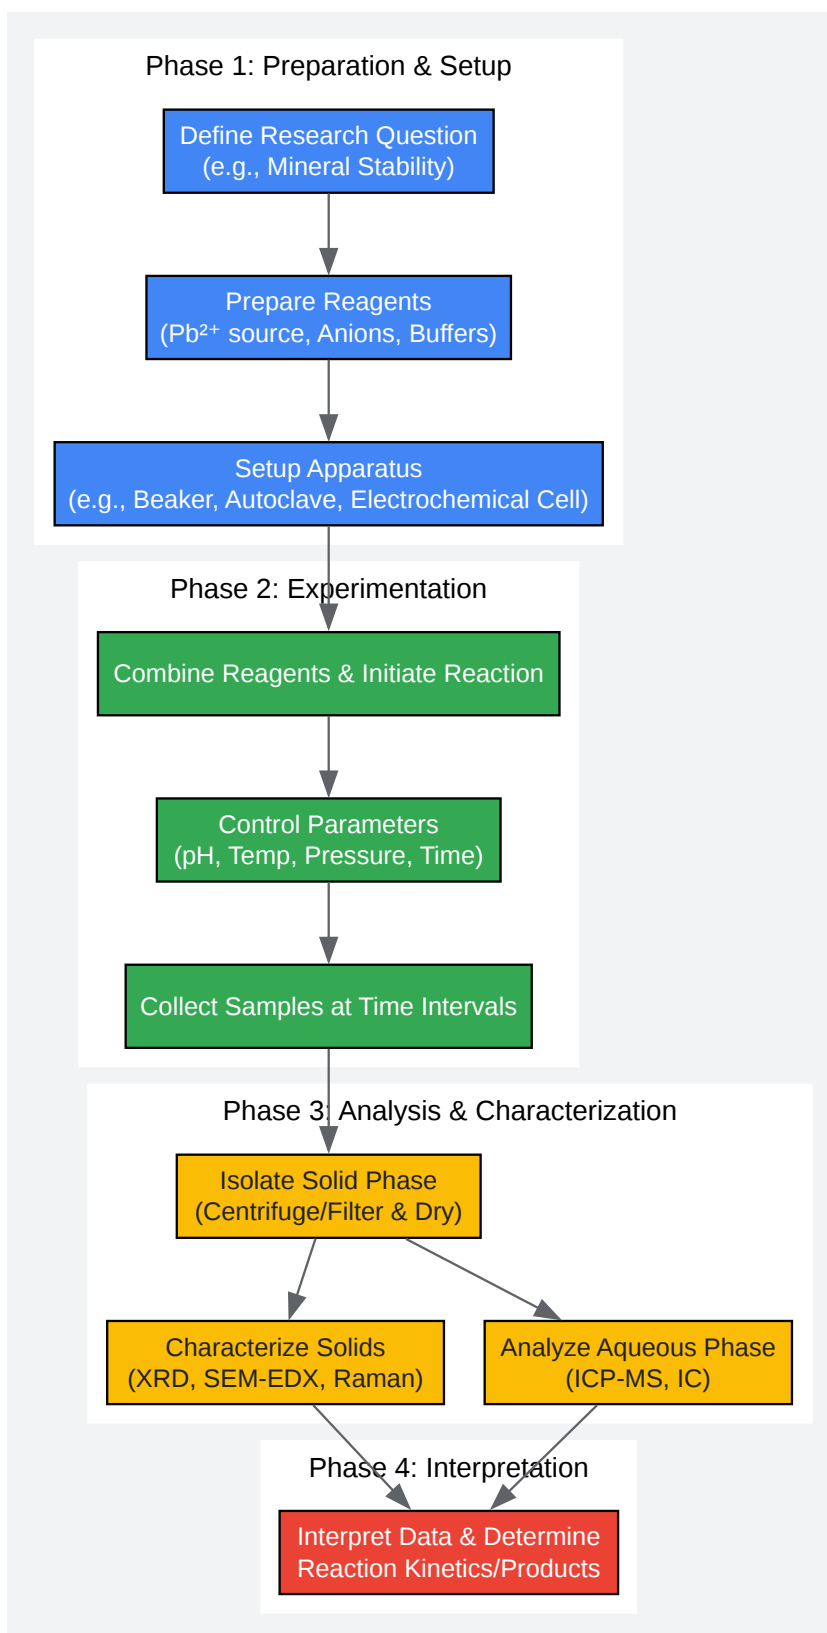 Phase 1: Preparation & Setup
Define Research Question
(e.g., Mineral Stability)
Prepare Reagents
(Pb²⁺ source, Anions, Buffers)
Setup Apparatus
(e.g., Beaker, Autoclave, Electrochemical Cell)
Phase 2: Experimentation
Combine Reagents & Initiate Reaction
Control Parameters
(pH, Temp, Pressure, Time)
Collect Samples at Time Intervals
Phase 3: Analysis & Characterization
Isolate Solid Phase
(Centrifuge/Filter & Dry)
Characterize Solids
(XRD, SEM-EDX, Raman)
Analyze Aqueous Phase
(ICP-MS, IC)
Phase 4: Interpretation
Interpret Data & Determine
Reaction Kinetics/Products